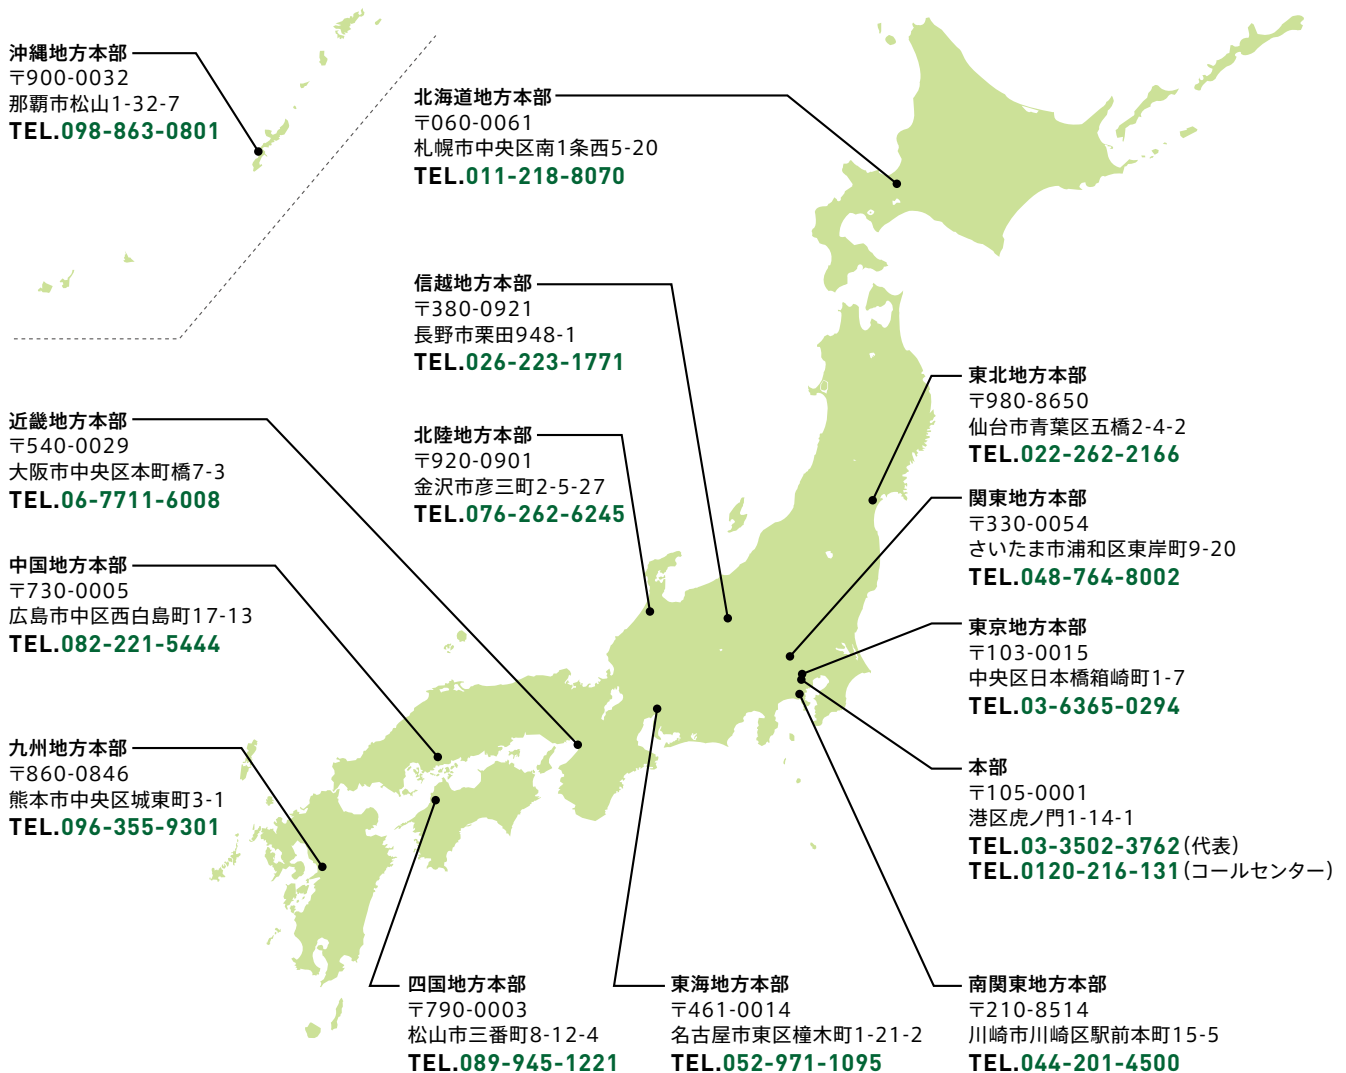 沖縄地方本部
〒900-0032
那覇市松山1-32-7
TEL.098-863-0801
北海道地方本部
〒060-0061
札幌市中央区南1条西5-20
TEL.011-218-8070
信越地方本部
〒380-0921
長野市栗田948-1
TEL.026-223-1771
東北地方本部
〒980-8650
仙台市青葉区五橋2-4-2
TEL.022-262-2166
近畿地方本部
〒540-0029
大阪市中央区本町橋7-3
TEL.06-7711-6008
北陸地方本部
〒920-0901
金沢市彦三町2-5-27
TEL.076-262-6245
関東地方本部
〒330-0054
さいたま市浦和区東岸町9-20
TEL.048-764-8002
中国地方本部
〒730-0005
広島市中区西白島町17-13
TEL.082-221-5444
東京地方本部
〒103-0015
中央区日本橋箱崎町1-7
TEL.03-6365-0294
九州地方本部
〒860-0846
熊本市中央区城東町3-1
TEL.096-355-9301
本部
〒105-0001
港区虎ノ門1-14-1
TEL.03-3502-3762(代表)
TEL.0120-216-131(コールセンター)
四国地方本部
〒790-0003
松山市三番町8-12-4
TEL.089-945-1221
東海地方本部
〒461-0014
名古屋市東区橦木町1-21-2
TEL.052-971-1095
南関東地方本部
〒210-8514
川崎市川崎区駅前本町15-5
TEL.044-201-4500